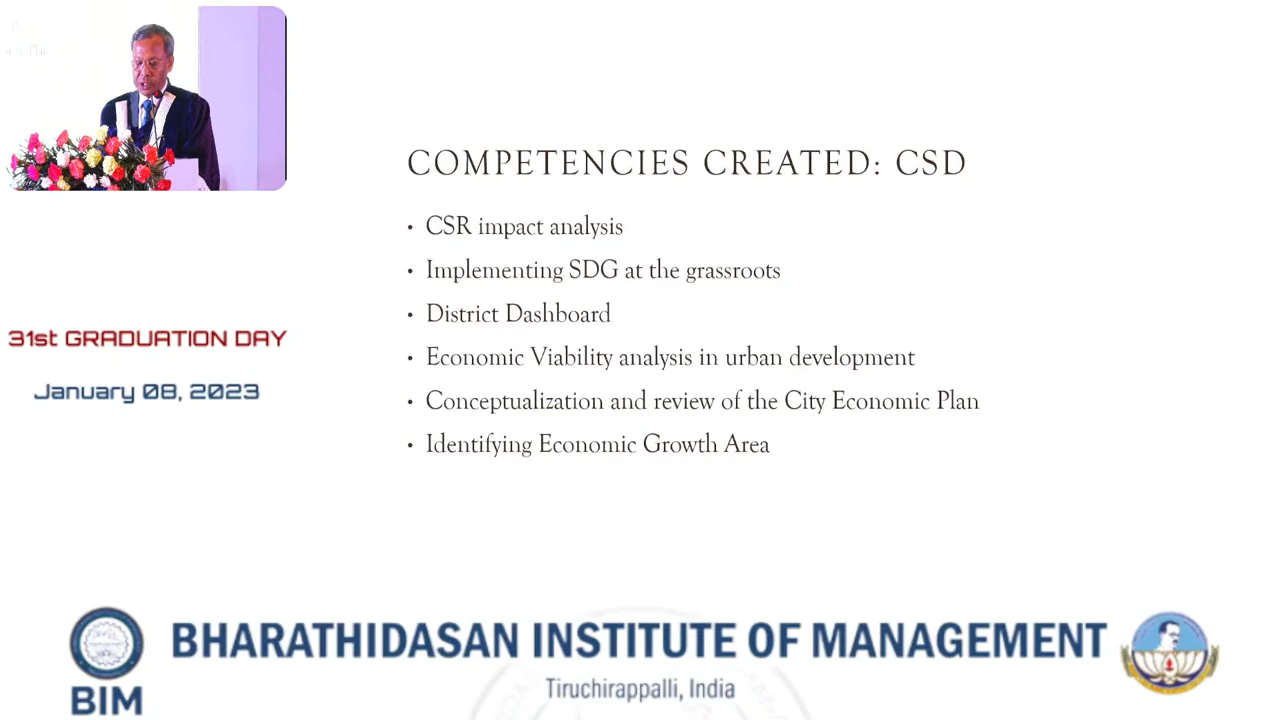 COMPETENCIES CREATED: CSD
• CSR impact analysis
• Implementing SDG at the grassroots
• District Dashboard
• Economic Viability analysis in urban development
• Conceptualization and review of the City Economic Plan
• Identifying Economic Growth Area
31st GRADUATION DAY
January 08, 2023
BHARATHIDASAN INSTITUTE OF MANAGEMENT
Tiruchirappalli, India
BIM